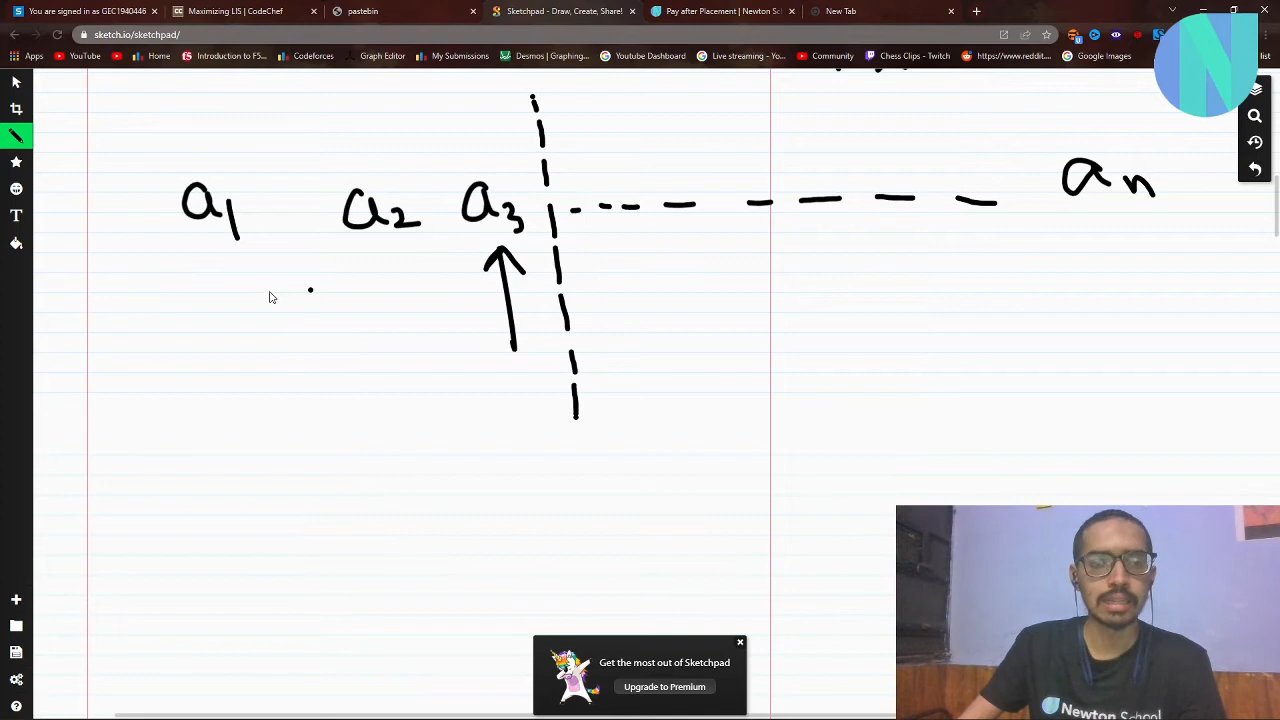 You are signed in as GEC1940446
Maximizing LIS | CodeChef
pastebin
Sketchpad - Draw, Create, Share!
Pay after Placement | Newton Sch
New Tab
sketch.io/sketchpad/
Apps
YouTube
Home
Introduction to F5...
Codeforces
Graph Editor
My Submissions
Desmos | Graphing...
Youtube Dashboard
Live streaming - Yo...
Community
Chess Clips - Twitch
https://www.reddit...
Google Images
list
a1 a2 a3 an
Get the most out of Sketchpad
Upgrade to Premium
Newton School